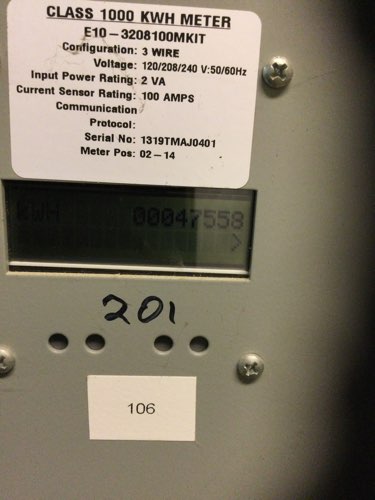 CLASS 1000 KWH METER
E10-3208100MKIT
Configuration: 3 WIRE
Voltage: 120/208/240 V:50/60Hz
Input Power Rating: 2 VA
Current Sensor Rating: 100 AMPS
Communication
Protocol:
Serial No: 1319TMAJ0401
Meter Pos: 02-14
KWH 00047558
>
201
106